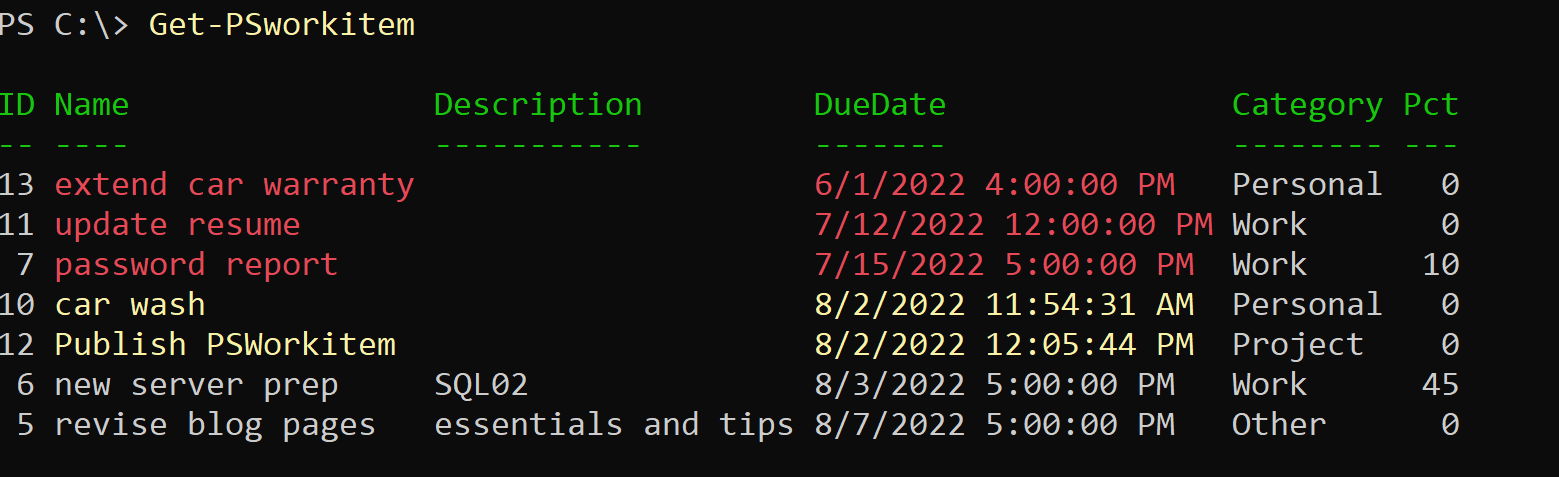 PS C:\> Get-PSworkitem
ID Name                Description         DueDate               Category Pct
-- ----                -----------         -------               -------- ---
13 extend car warranty                     6/1/2022 4:00:00 PM   Personal   0
11 update resume                           7/12/2022 12:00:00 PM Work       0
 7 password report                         7/15/2022 5:00:00 PM  Work      10
10 car wash                                8/2/2022 11:54:31 AM  Personal   0
12 Publish PSWorkitem                      8/2/2022 12:05:44 PM  Project    0
 6 new server prep     SQL02               8/3/2022 5:00:00 PM   Work      45
 5 revise blog pages   essentials and tips 8/7/2022 5:00:00 PM   Other      0